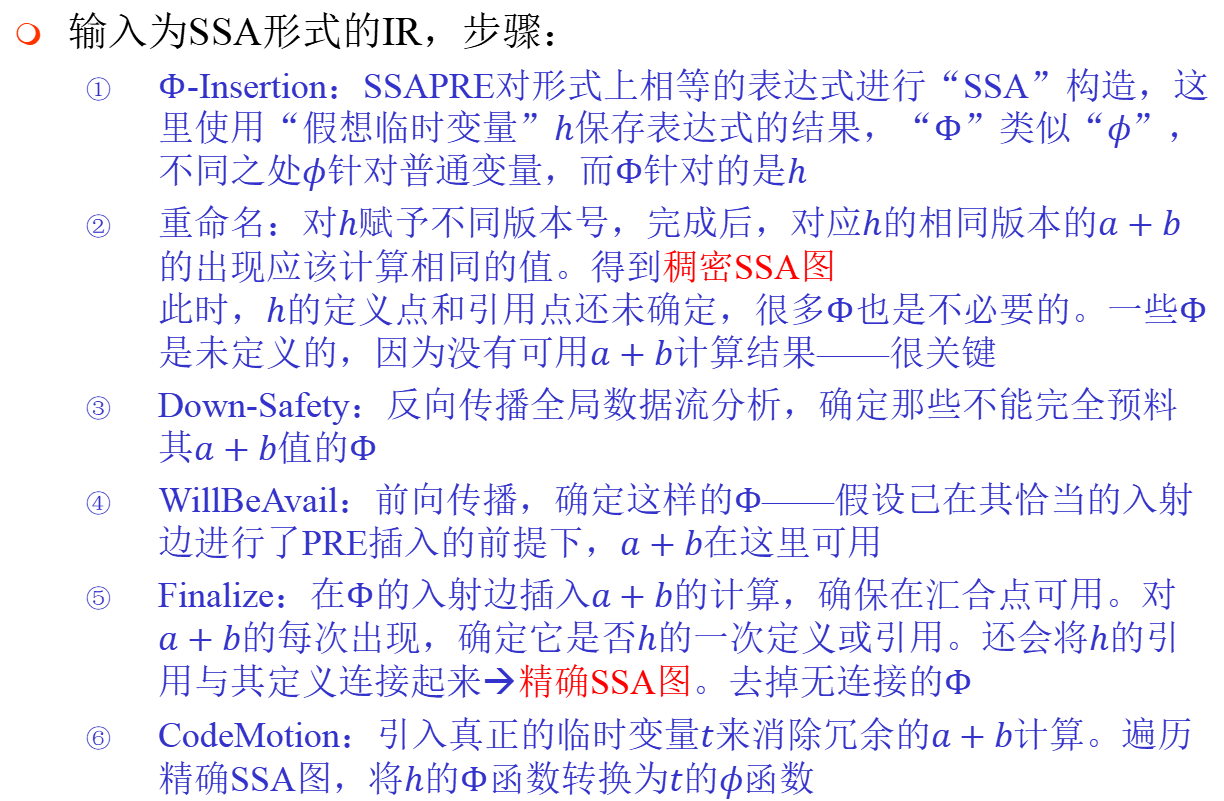 输入为SSA形式的IR，步骤：
① Φ-Insertion：SSAPRE对形式上相等的表达式进行“SSA”构造，这
里使用“假想临时变量”h保存表达式的结果，“Φ”类似“ϕ”，
不同之处ϕ针对普通变量，而Φ针对的是h
② 重命名：对h赋予不同版本号，完成后，对应h的相同版本的a + b
的出现应该计算相同的值。得到稠密SSA图
此时，h的定义点和引用点还未确定，很多Φ也是不必要的。一些Φ
是未定义的，因为没有可用a + b计算结果——很关键
③ Down-Safety：反向传播全局数据流分析，确定那些不能完全预料
其a + b值的Φ
④ WillBeAvail：前向传播，确定这样的Φ——假设已在其恰当的入射
边进行了PRE插入的前提下，a + b在这里可用
⑤ Finalize：在Φ的入射边插入a + b的计算，确保在汇合点可用。对
a + b的每次出现，确定它是否h的一次定义或引用。还会将h的引
用与其定义连接起来→精确SSA图。去掉无连接的Φ
⑥ CodeMotion：引入真正的临时变量t来消除冗余的a + b计算。遍历
精确SSA图，将h的Φ函数转换为t的ϕ函数